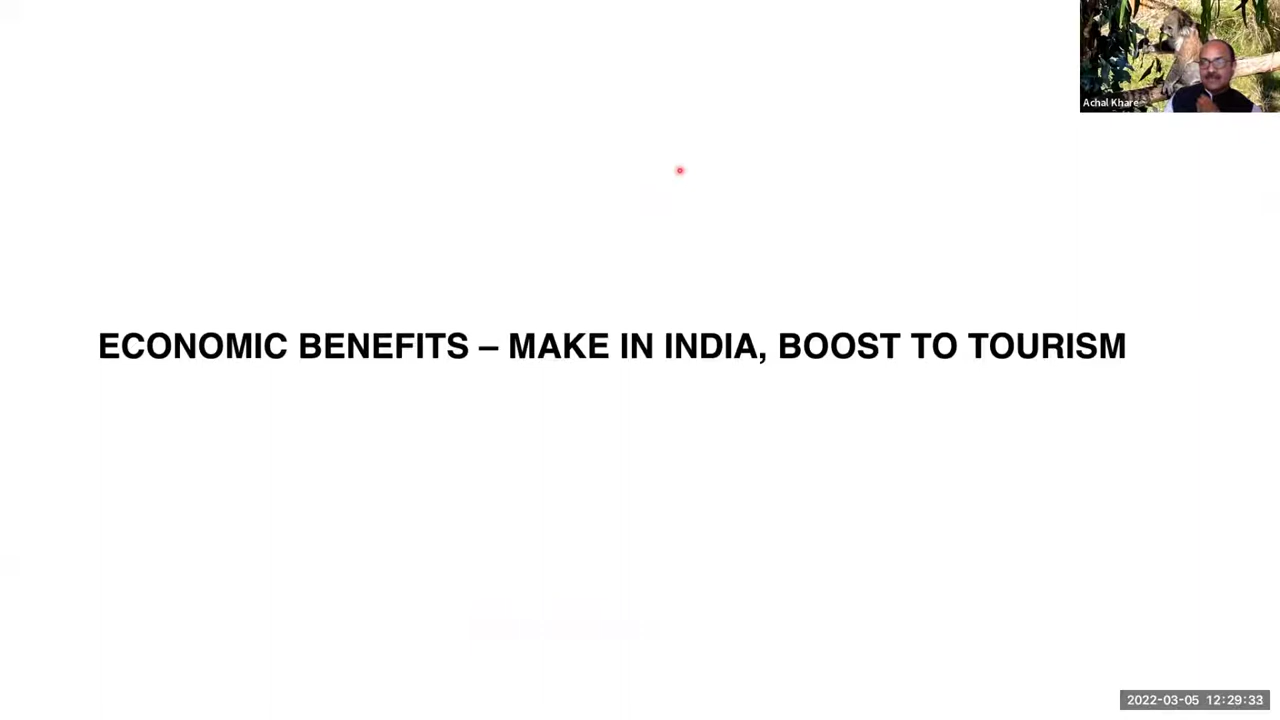 Achal Khare
ECONOMIC BENEFITS – MAKE IN INDIA, BOOST TO TOURISM
2022-03-05 12:29:33